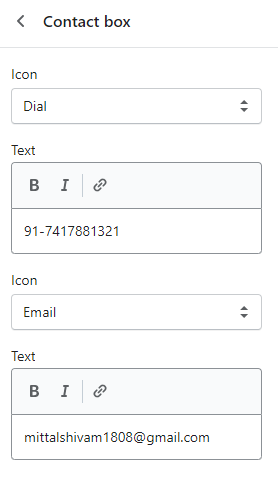 Contact box
Icon
Dial
Text
B I
91-7417881321
Icon
Email
Text
B I
mittalshivam1808@gmail.com